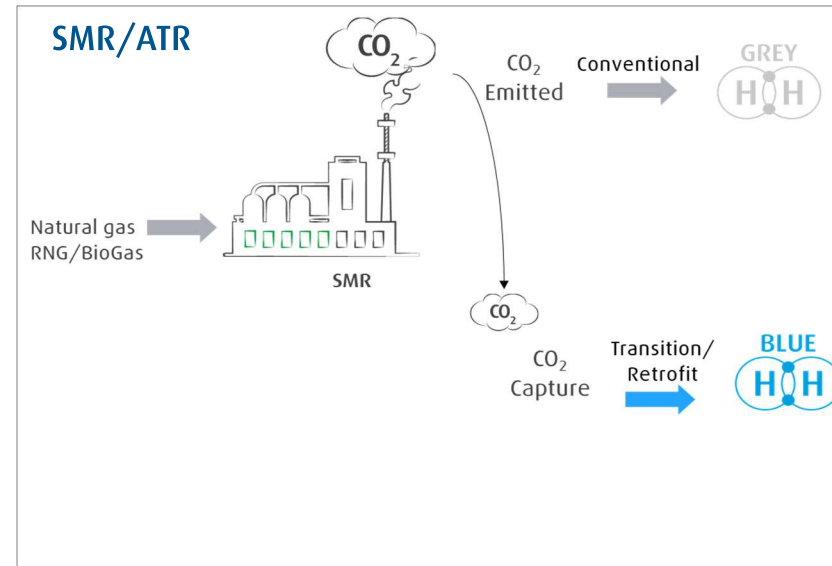 SMR/ATR
CO₂
CO₂
Emitted
Conventional
GREY
H H
Natural gas
RNG/BioGas
SMR
CO₂
CO₂
Capture
Transition/
Retrofit
BLUE
H H